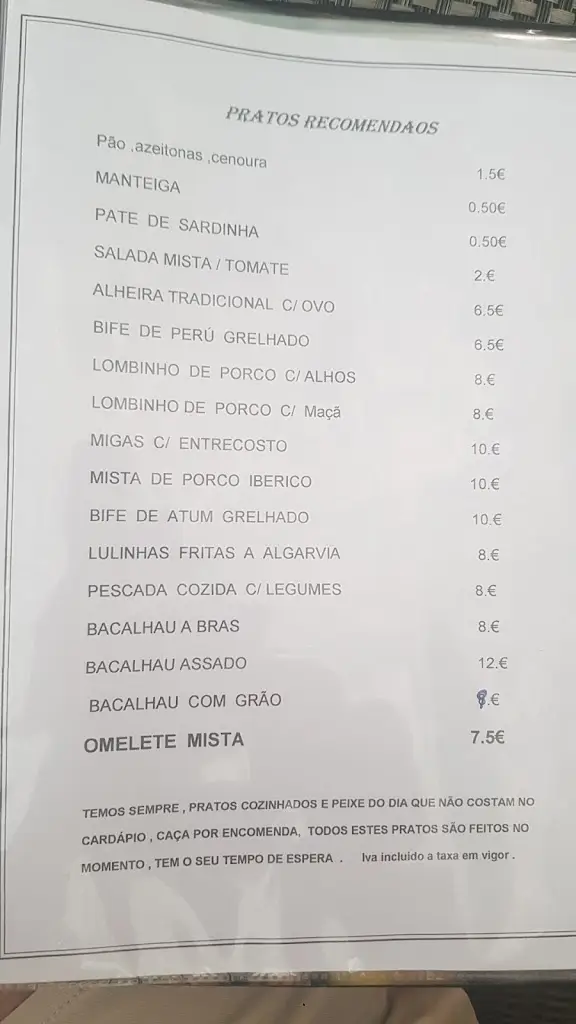 PRATOS RECOMENDAOS
Pão ,azeitonas ,cenoura 1.5€
MANTEIGA 0.50€
PATE DE SARDINHA 0.50€
SALADA MISTA / TOMATE 2.€
ALHEIRA TRADICIONAL C/ OVO 6.5€
BIFE DE PERÚ GRELHADO 6.5€
LOMBINHO DE PORCO C/ ALHOS 8.€
LOMBINHO DE PORCO C/ Maçã 8.€
MIGAS C/ ENTRECOSTO 10.€
MISTA DE PORCO IBERICO 10.€
BIFE DE ATUM GRELHADO 10.€
LULINHAS FRITAS A ALGARVIA 8.€
PESCADA COZIDA C/ LEGUMES 8.€
BACALHAU A BRAS 8.€
BACALHAU ASSADO 12.€
BACALHAU COM GRÃO 8.€
OMELETE MISTA 7.5€
TEMOS SEMPRE , PRATOS COZINHADOS E PEIXE DO DIA QUE NÃO COSTAM NO
CARDÁPIO , CAÇA POR ENCOMENDA, TODOS ESTES PRATOS SÃO FEITOS NO
MOMENTO , TEM O SEU TEMPO DE ESPERA . Iva incluido a taxa em vigor .